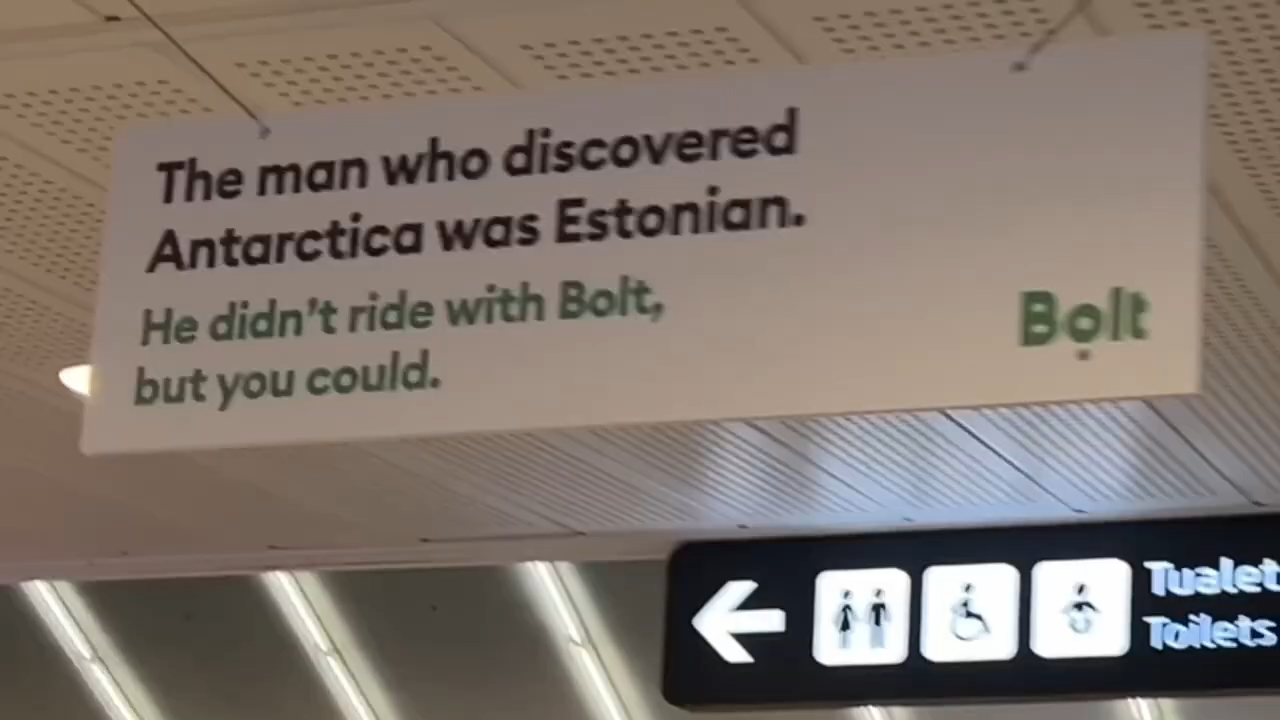 The man who discovered
Antarctica was Estonian.
He didn't ride with Bolt,
but you could.
Bolt
Tualet
Toilets